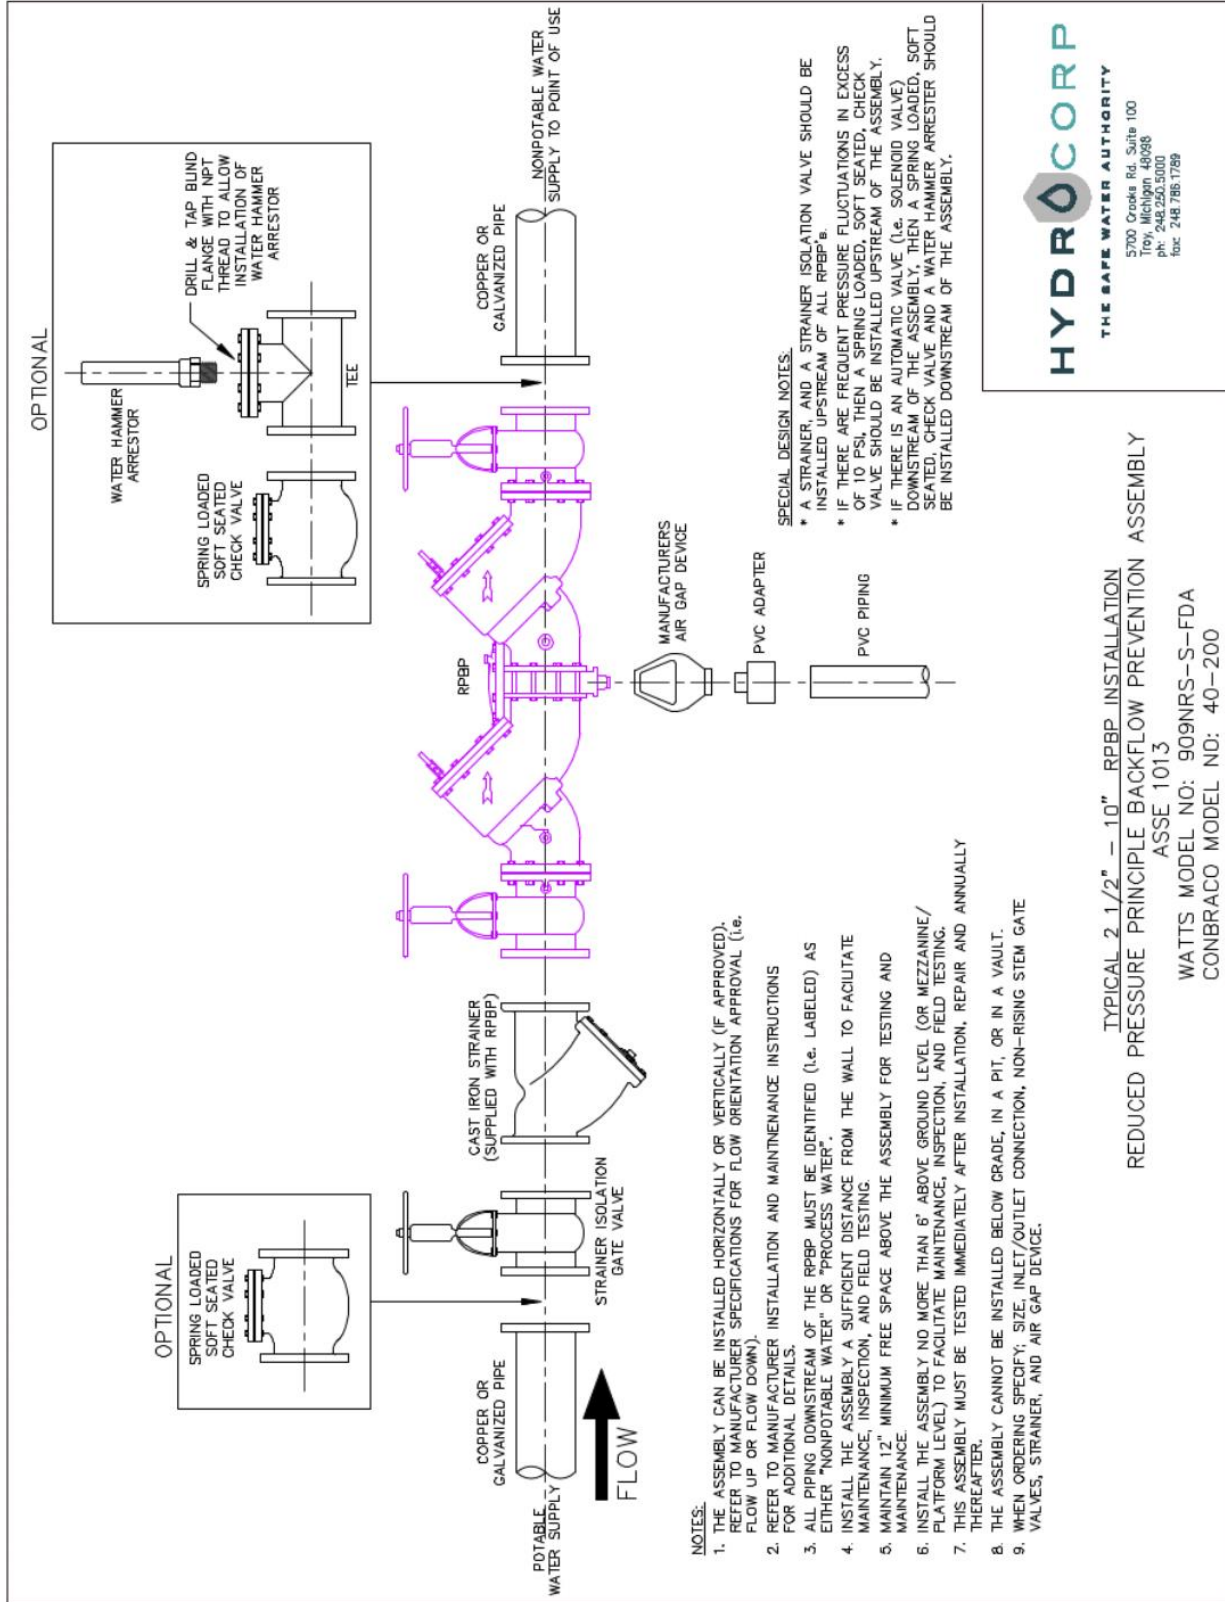 OPTIONAL
WATER HAMMER
ARRESTOR
DRILL & TAP BLIND
FLANGE WITH NPT
THREAD TO ALLOW
INSTALLATION OF
WATER HAMMER
ARRESTOR
SPRING LOADED
SOFT SEATED
CHECK VALVE
TEE
OPTIONAL
SPRING LOADED
SOFT SEATED
CHECK VALVE
COPPER OR
GALVANIZED PIPE
POTABLE
WATER SUPPLY
FLOW
STRAINER ISOLATION
GATE VALVE
CAST IRON STRAINER
(SUPPLIED WITH RPBP)
RPBP
COPPER OR
GALVANIZED PIPE
NONPOTABLE WATER
SUPPLY TO POINT OF USE
MANUFACTURERS
AIR GAP DEVICE
PVC ADAPTER
PVC PIPING
NOTES:
1. THE ASSEMBLY CAN BE INSTALLED HORIZONTALLY OR VERTICALLY (IF APPROVED).
REFER TO MANUFACTURER SPECIFICATIONS FOR FLOW ORIENTATION APPROVAL (i.e.
FLOW UP OR FLOW DOWN).
2. REFER TO MANUFACTURER INSTALLATION AND MAINTNENANCE INSTRUCTIONS
FOR ADDITIONAL DETAILS.
3. ALL PIPING DOWNSTREAM OF THE RPBP MUST BE IDENTIFIED (i.e. LABELED) AS
EITHER "NONPOTABLE WATER" OR "PROCESS WATER".
4. INSTALL THE ASSEMBLY A SUFFICIENT DISTANCE FROM THE WALL TO FACILITATE
MAINTENANCE, INSPECTION, AND FIELD TESTING.
5. MAINTAIN 12" MINIMUM FREE SPACE ABOVE THE ASSEMBLY FOR TESTING AND
MAINTENANCE.
6. INSTALL THE ASSEMBLY NO MORE THAN 6' ABOVE GROUND LEVEL (OR MEZZANINE/
PLATFORM LEVEL) TO FACILITATE MAINTENANCE, INSPECTION, AND FIELD TESTING.
7. THIS ASSEMBLY MUST BE TESTED IMMEDIATELY AFTER INSTALLATION, REPAIR AND ANNUALLY
THEREAFTER.
8. THE ASSEMBLY CANNOT BE INSTALLED BELOW GRADE, IN A PIT, OR IN A VAULT.
9. WHEN ORDERING SPECIFY; SIZE, INLET/OUTLET CONNECTION, NON-RISING STEM GATE
VALVES, STRAINER, AND AIR GAP DEVICE.
SPECIAL DESIGN NOTES:
* A STRAINER, AND A STRAINER ISOLATION VALVE SHOULD BE
INSTALLED UPSTREAM OF ALL RPBP's.
* IF THERE ARE FREQUENT PRESSURE FLUCTUATIONS IN EXCESS
OF 10 PSI, THEN A SPRING LOADED, SOFT SEATED, CHECK
VALVE SHOULD BE INSTALLED UPSTREAM OF THE ASSEMBLY.
* IF THERE IS AN AUTOMATIC VALVE (i.e. SOLENOID VALVE)
DOWNSTREAM OF THE ASSEMBLY, THEN A SPRING LOADED, SOFT
SEATED, CHECK VALVE AND A WATER HAMMER ARRESTER SHOULD
BE INSTALLED DOWNSTREAM OF THE ASSEMBLY.
TYPICAL 2 1/2" - 10" RPBP INSTALLATION
REDUCED PRESSURE PRINCIPLE BACKFLOW PREVENTION ASSEMBLY
ASSE 1013
WATTS MODEL NO: 909NRS-S-FDA
CONBRACO MODEL NO: 40-200
HYDROCORP
THE SAFE WATER AUTHORITY
5700 Crooks Rd. Suite 100
Troy, Michigan 48098
ph: 248.250.5000
fax: 248.786.1789